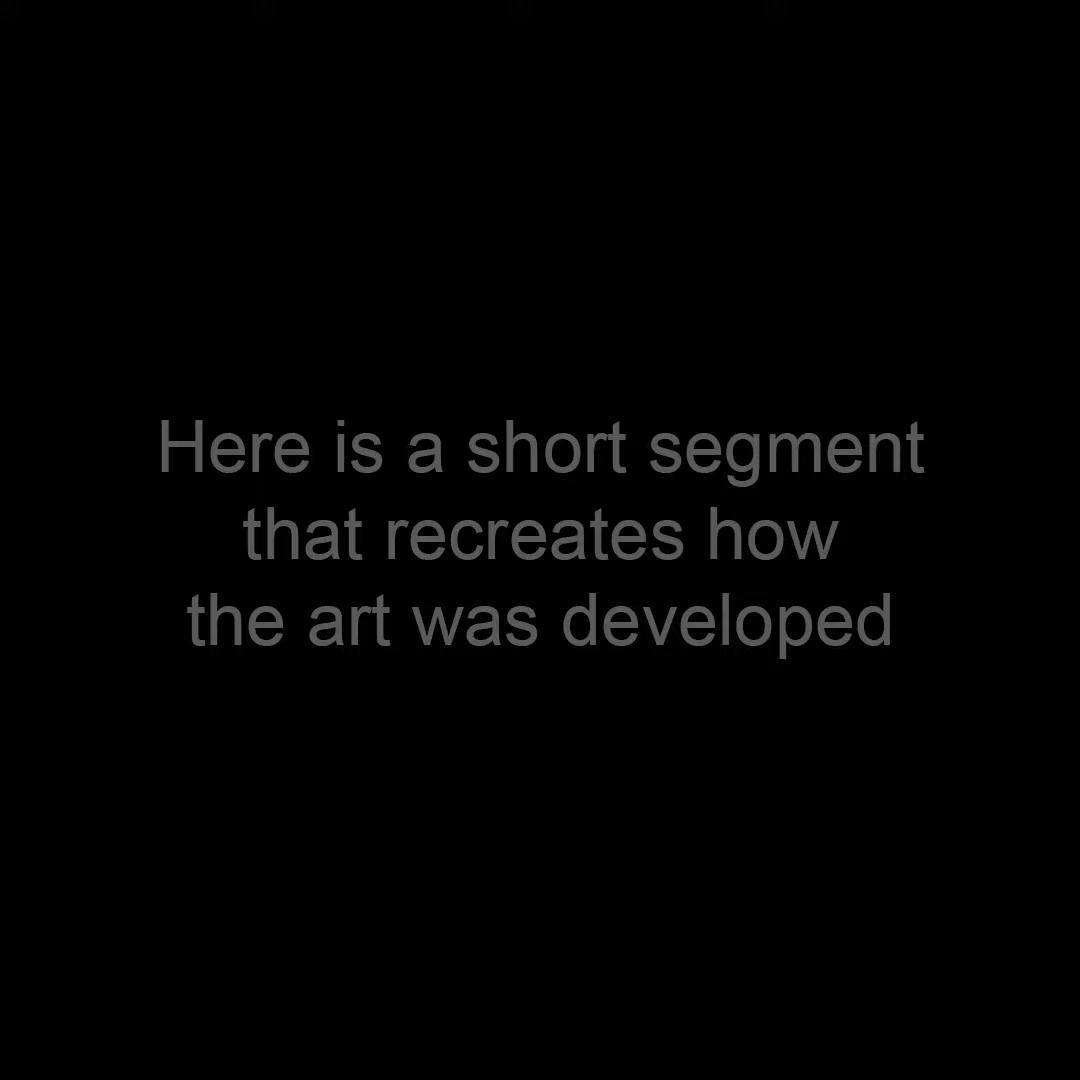 Here is a short segment
that recreates how
the art was developed